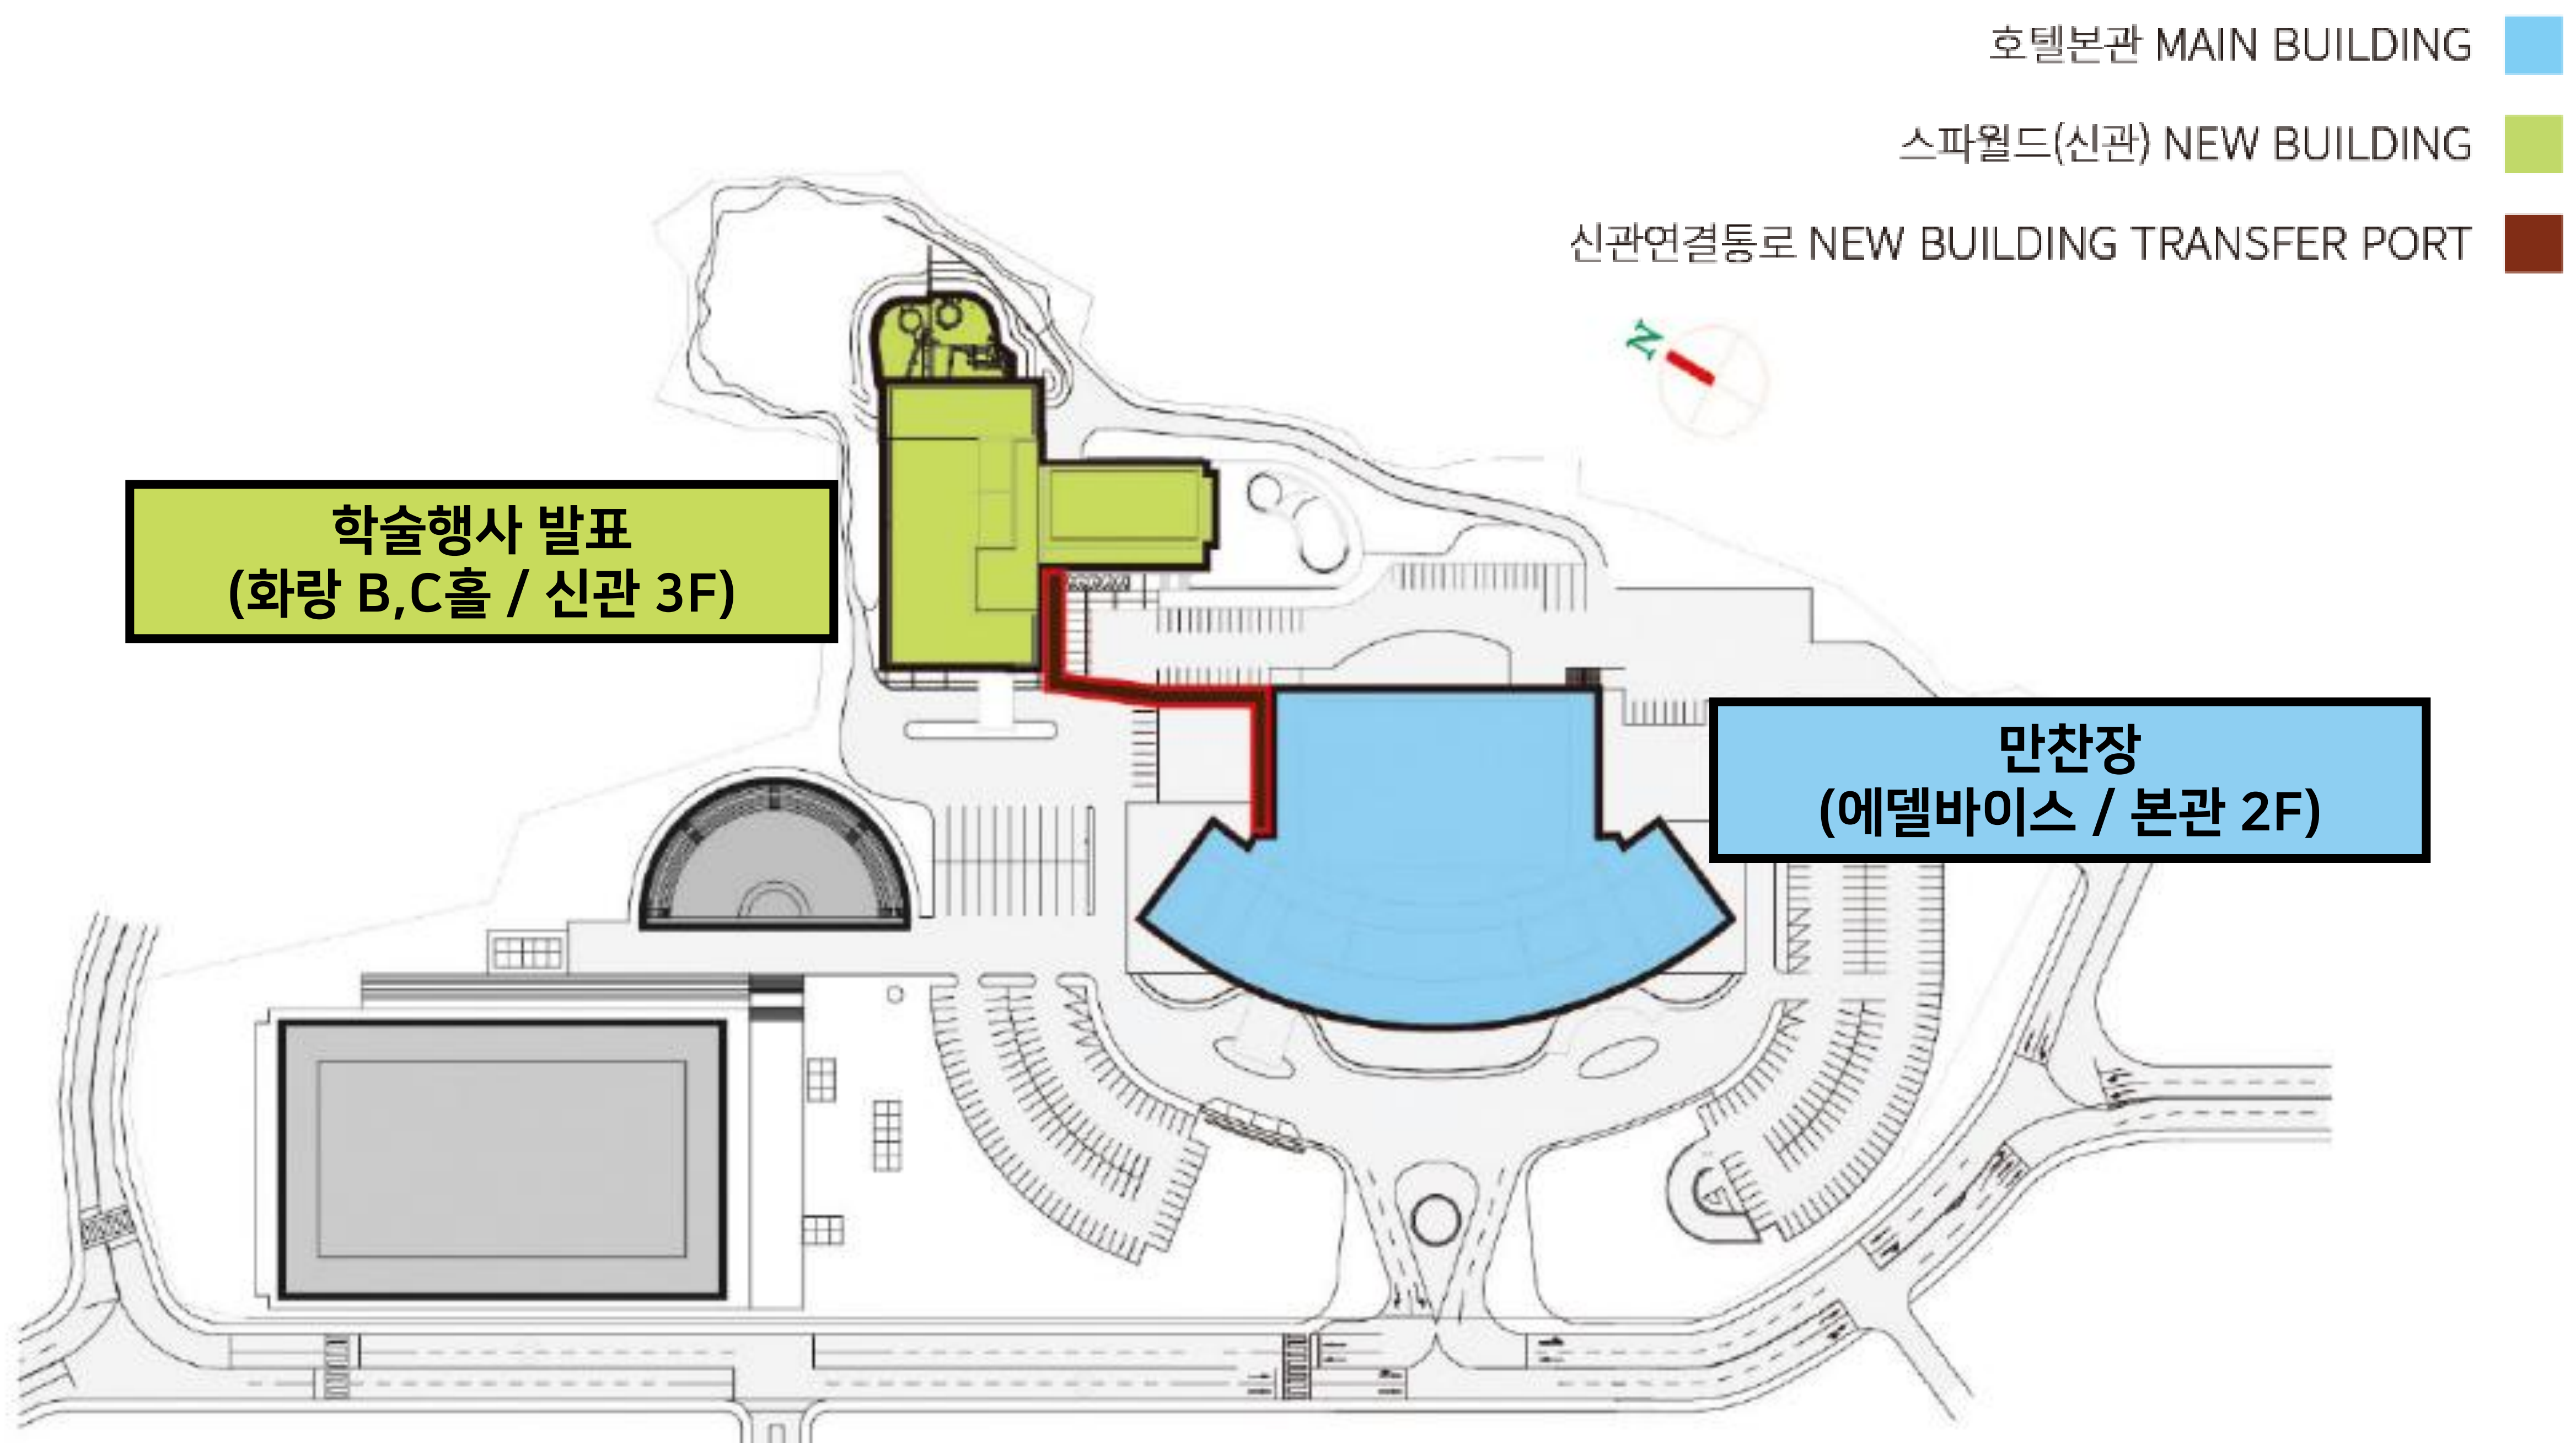 호텔본관 MAIN BUILDING
스파월드(신관) NEW BUILDING
신관연결통로 NEW BUILDING TRANSFER PORT
N
학술행사 발표
(화랑 B,C홀 / 신관 3F)
만찬장
(에델바이스 / 본관 2F)